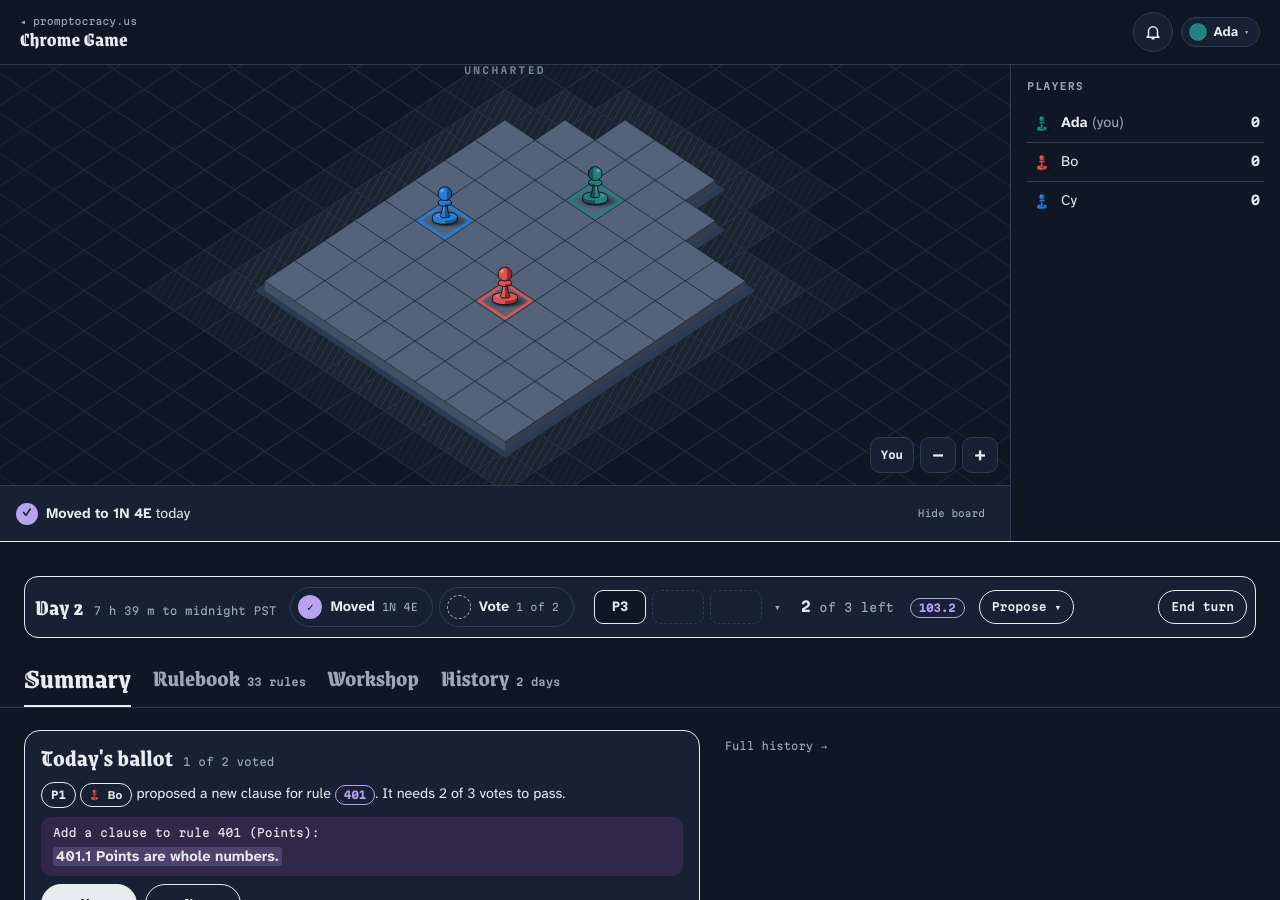 ◂ promptocracy.us
Chrome Game
Ada ▾
UNCHARTED
PLAYERS
Ada (you) 0
Bo 0
Cy 0
You − +
✓ Moved to 1N 4E today
Hide board
Day 2 7 h 39 m to midnight PST ✓ Moved 1N 4E Vote 1 of 2 P3 ▾ 2 of 3 left 103.2 Propose ▾ End turn
Summary Rulebook 33 rules Workshop History 2 days
Today's ballot 1 of 2 voted
Full history →
P1 Bo proposed a new clause for rule 401. It needs 2 of 3 votes to pass.
Add a clause to rule 401 (Points):
401.1 Points are whole numbers.